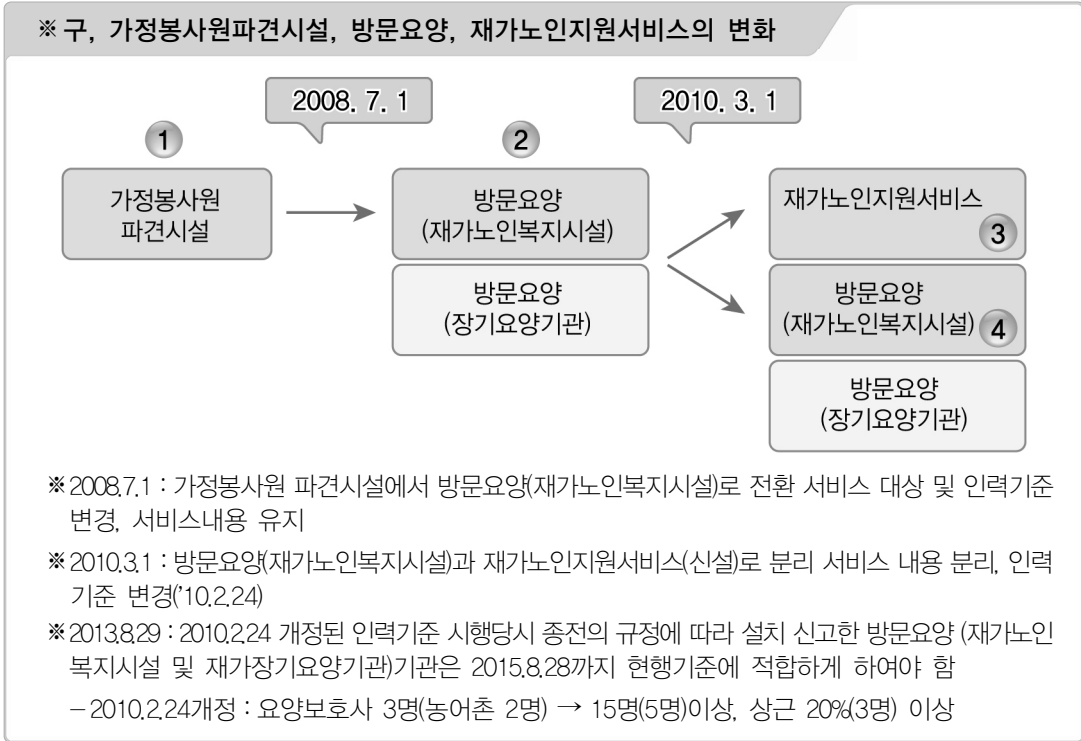 ※ 구, 가정봉사원파견시설, 방문요양, 재가노인지원서비스의 변화
2008. 7. 1
2010. 3. 1
1
2
가정봉사원
파견시설
방문요양
(재가노인복지시설)
방문요양
(장기요양기관)
재가노인지원서비스
3
방문요양
(재가노인복지시설)
4
방문요양
(장기요양기관)
※2008.7.1 : 가정봉사원 파견시설에서 방문요양(재가노인복지시설)로 전환 서비스 대상 및 인력기준
변경, 서비스내용 유지
※2010.3.1 : 방문요양(재가노인복지시설)과 재가노인지원서비스(신설)로 분리 서비스 내용 분리, 인력
기준 변경('10.2.24)
※2013.8.29 : 2010.2.24 개정된 인력기준 시행당시 종전의 규정에 따라 설치 신고한 방문요양 (재가노인
복지시설 및 재가장기요양기관)기관은 2015.8.28까지 현행기준에 적합하게 하여야 함
－2010.2.24개정 : 요양보호사 3명(농어촌 2명) → 15명(5명)이상, 상근 20%(3명) 이상